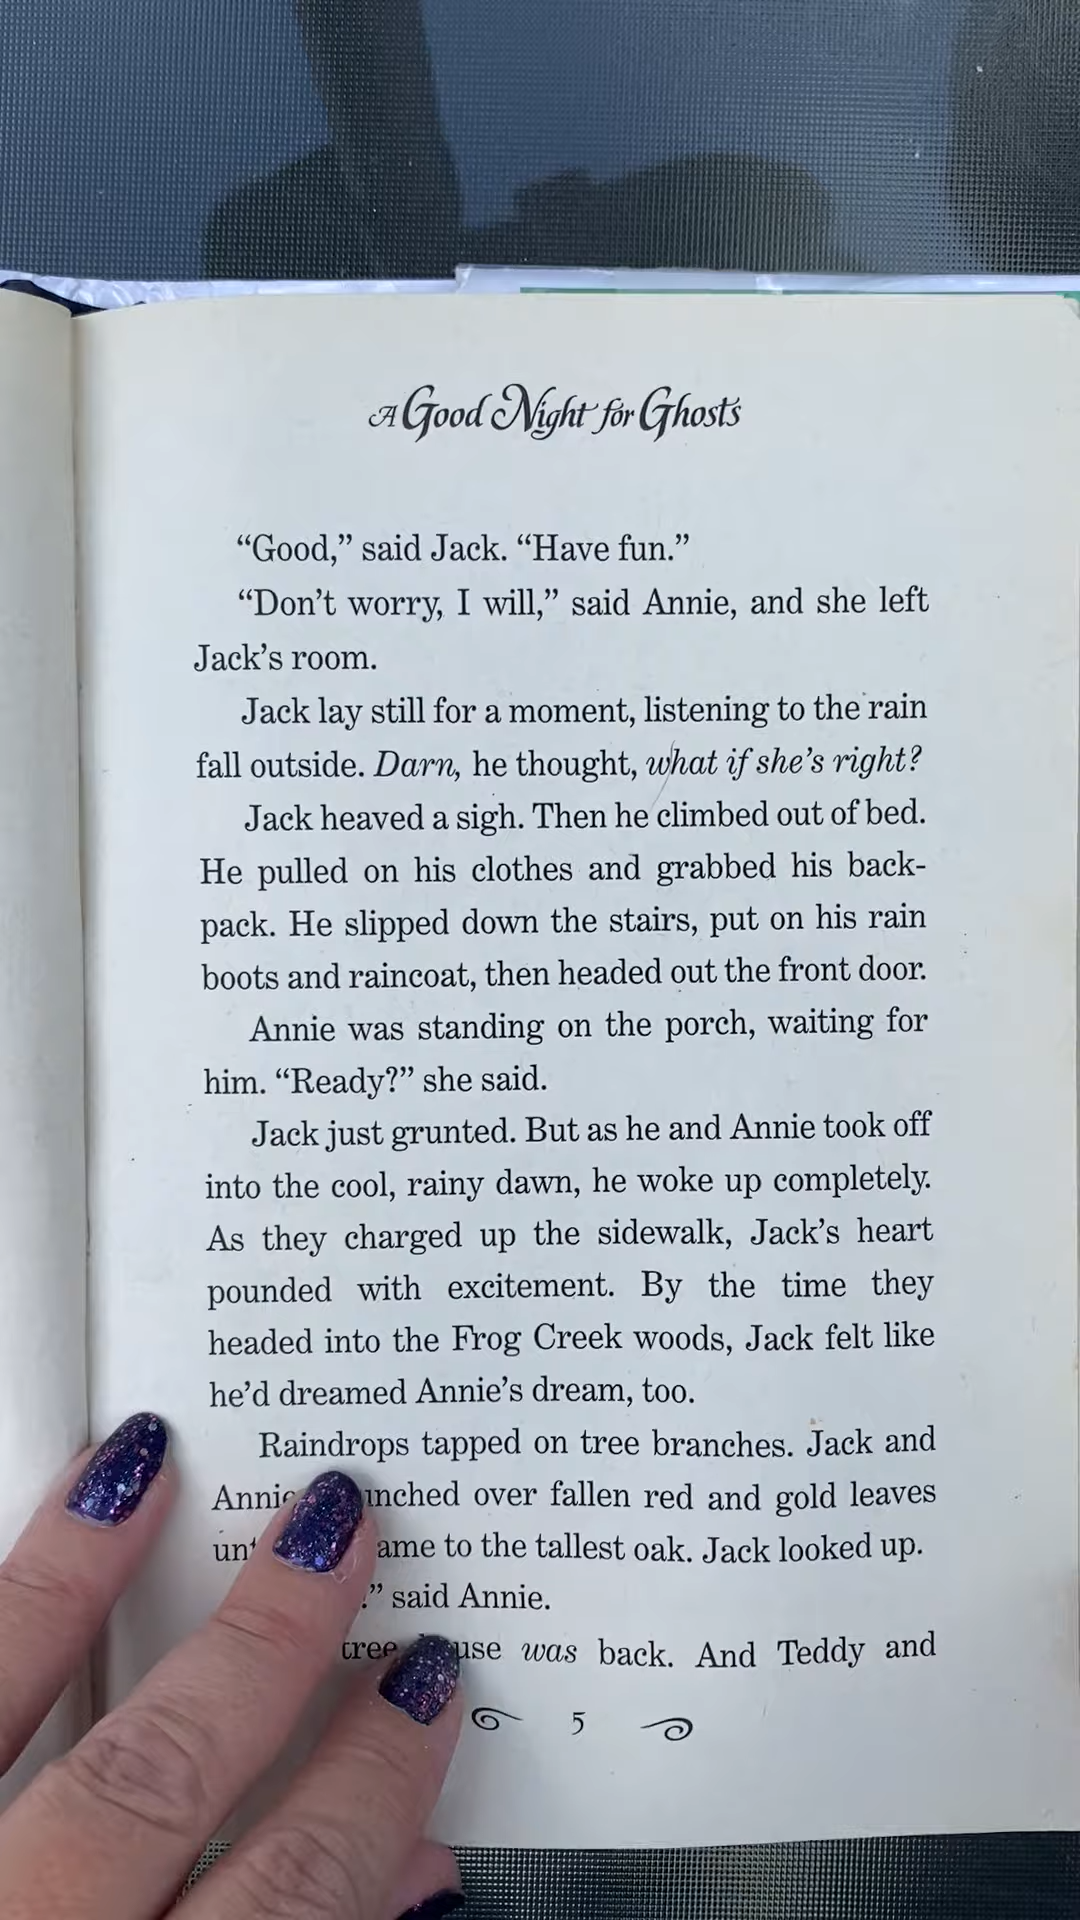 A Good Night for Ghosts
“Good,” said Jack. “Have fun.”
“Don’t worry, I will,” said Annie, and she left
Jack’s room.
Jack lay still for a moment, listening to the rain
fall outside. Darn, he thought, what if she’s right?
Jack heaved a sigh. Then he climbed out of bed.
He pulled on his clothes and grabbed his back-
pack. He slipped down the stairs, put on his rain
boots and raincoat, then headed out the front door.
Annie was standing on the porch, waiting for
him. “Ready?” she said.
Jack just grunted. But as he and Annie took off
into the cool, rainy dawn, he woke up completely.
As they charged up the sidewalk, Jack’s heart
pounded with excitement. By the time they
headed into the Frog Creek woods, Jack felt like
he’d dreamed Annie’s dream, too.
Raindrops tapped on tree branches. Jack and
Annie over fallen red and gold leaves
to the tallest oak. Jack looked up.
” said Annie.
tree was back. And Teddy and
5